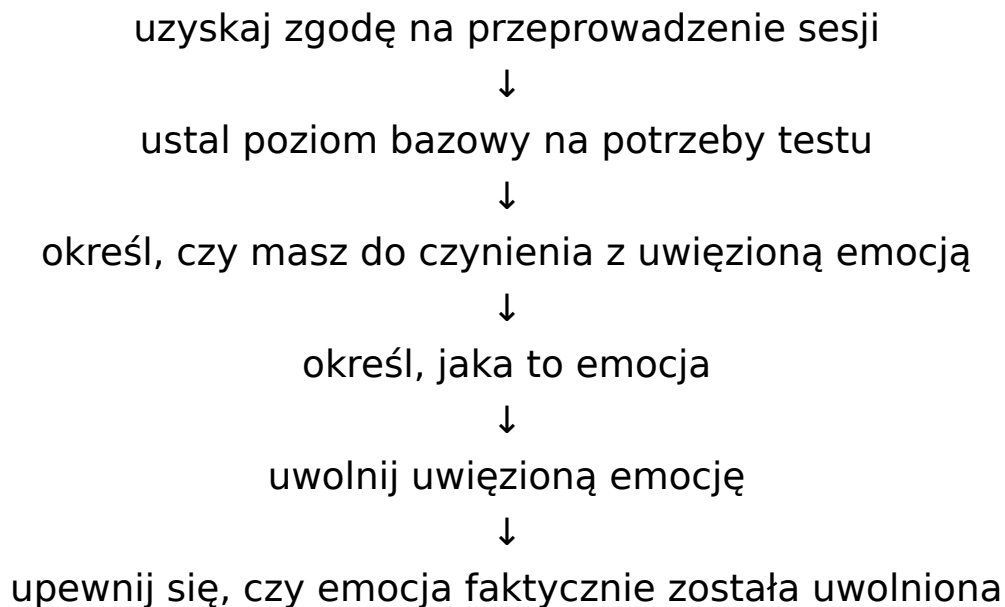 uzyskaj zgodę na przeprowadzenie sesji
↓
ustal poziom bazowy na potrzeby testu
↓
określ, czy masz do czynienia z uwięzioną emocją
↓
określ, jaka to emocja
↓
uwolnij uwięzioną emocję
↓
upewnij się, czy emocja faktycznie została uwolniona